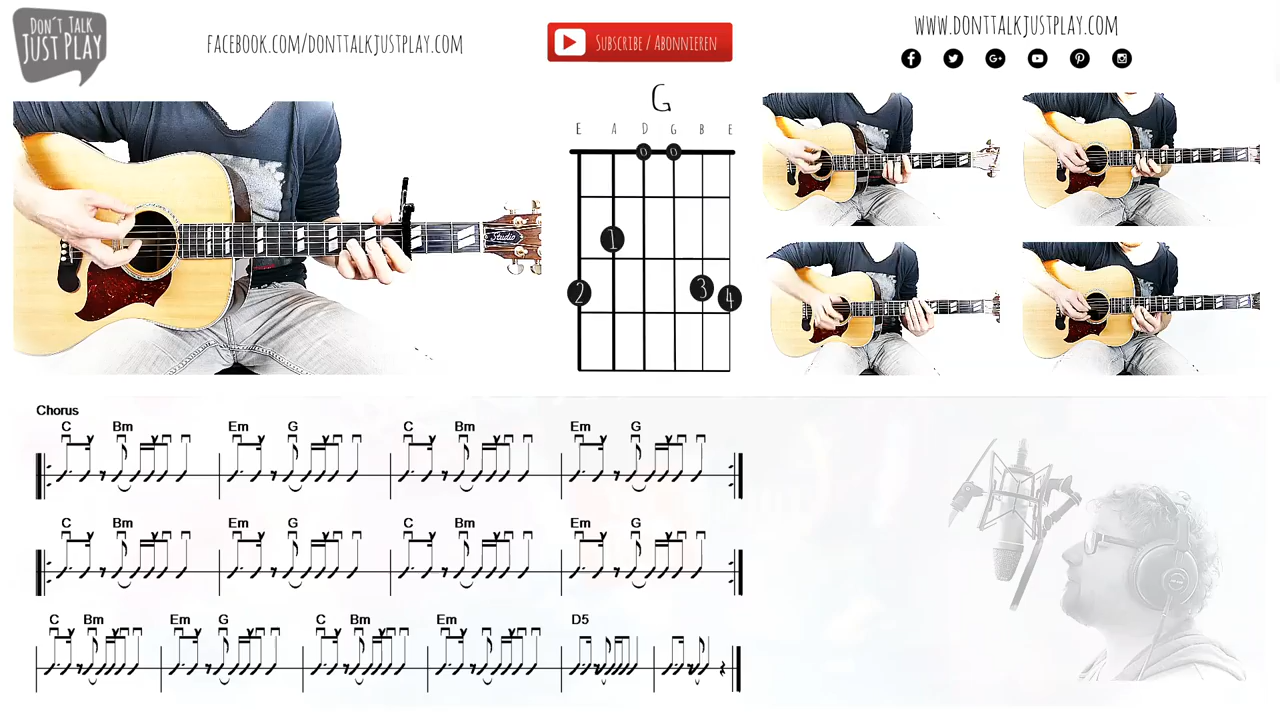 DON´T TALK
JUST PLAY
FACEBOOK.COM/DONTTALKJUSTPLAY.COM
SUBSCRIBE / ABONNIEREN
WWW.DONTTALKJUSTPLAY.COM
G
E A D G B E
0 0
1
2 3 4
Studio
Chorus
C Bm Em G C Bm Em G
C Bm Em G C Bm Em G
C Bm Em G C Bm Em D5